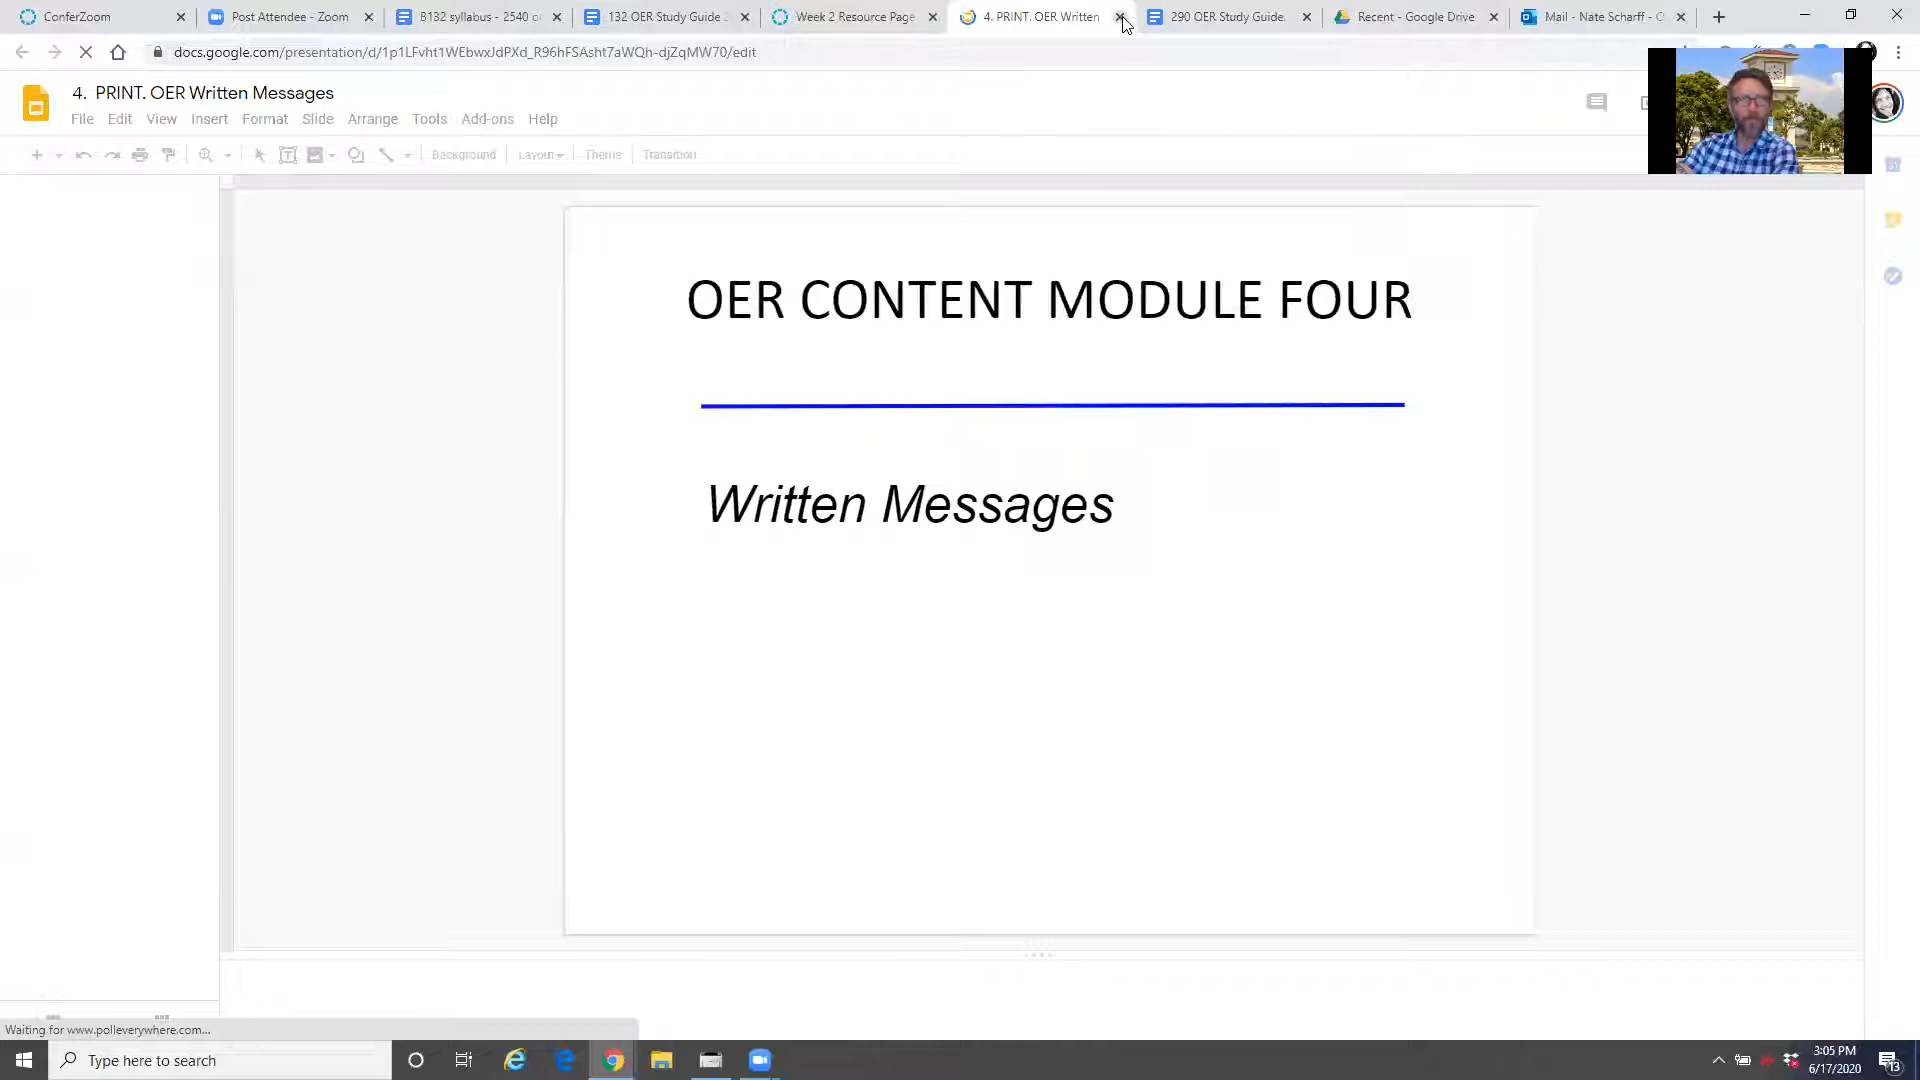 ConferZoom
Post Attendee - Zoom
B132 syllabus - 2540 o
132 OER Study Guide 2
Week 2 Resource Page
4. PRINT. OER Written
290 OER Study Guide.
Recent - Google Drive
Mail - Nate Scharff - O
docs.google.com/presentation/d/1p1LFvht1WEbwxJdPXd_R96hFSAsht7aWQh-djZqMW70/edit
4. PRINT. OER Written Messages
File Edit View Insert Format Slide Arrange Tools Add-ons Help
Background Layout Theme Transition
OER CONTENT MODULE FOUR
Written Messages
Waiting for www.polleverywhere.com...
Type here to search
3:05 PM
6/17/2020
13